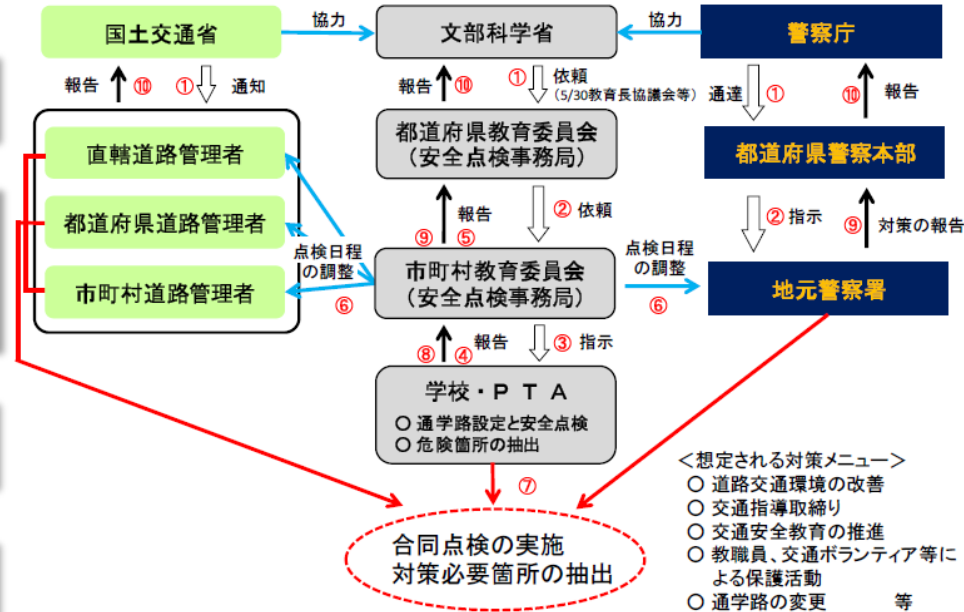 国土交通省
協力
文部科学省
協力
警察庁
報告 ⑩ ① 通知
報告 ⑩ ① 依頼
(5/30教育長協議会等)
通達 ① ⑩ 報告
直轄道路管理者
都道府県道路管理者
市町村道路管理者
都道府県教育委員会
(安全点検事務局)
都道府県警察本部
報告
⑨ ⑤
② 依頼
② 指示
⑨ 対策の報告
点検日程
の調整
⑥
市町村教育委員会
(安全点検事務局)
点検日程
の調整
⑥
地元警察署
⑧ ④ 報告
③ 指示
学校・PTA
○ 通学路設定と安全点検
○ 危険箇所の抽出
⑦
合同点検の実施
対策必要箇所の抽出
<想定される対策メニュー>
○ 道路交通環境の改善
○ 交通指導取締り
○ 交通安全教育の推進
○ 教職員、交通ボランティア等に
よる保護活動
○ 通学路の変更 等